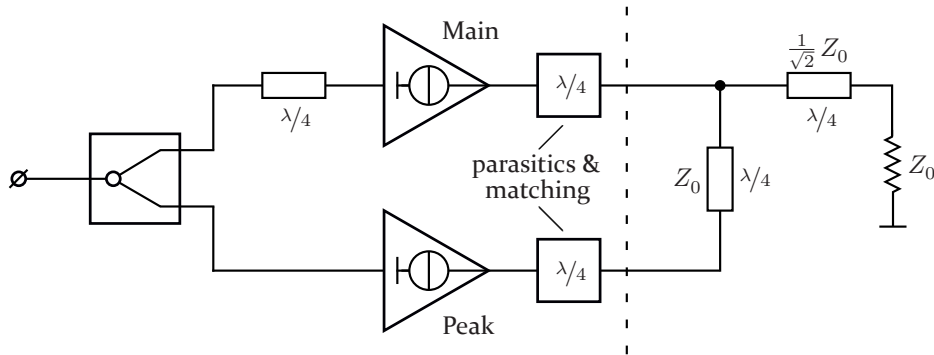 Main
1/√2 Z₀
λ/4
λ/4
λ/4
parasitics &
matching
Z₀
λ/4
Z₀
λ/4
Peak